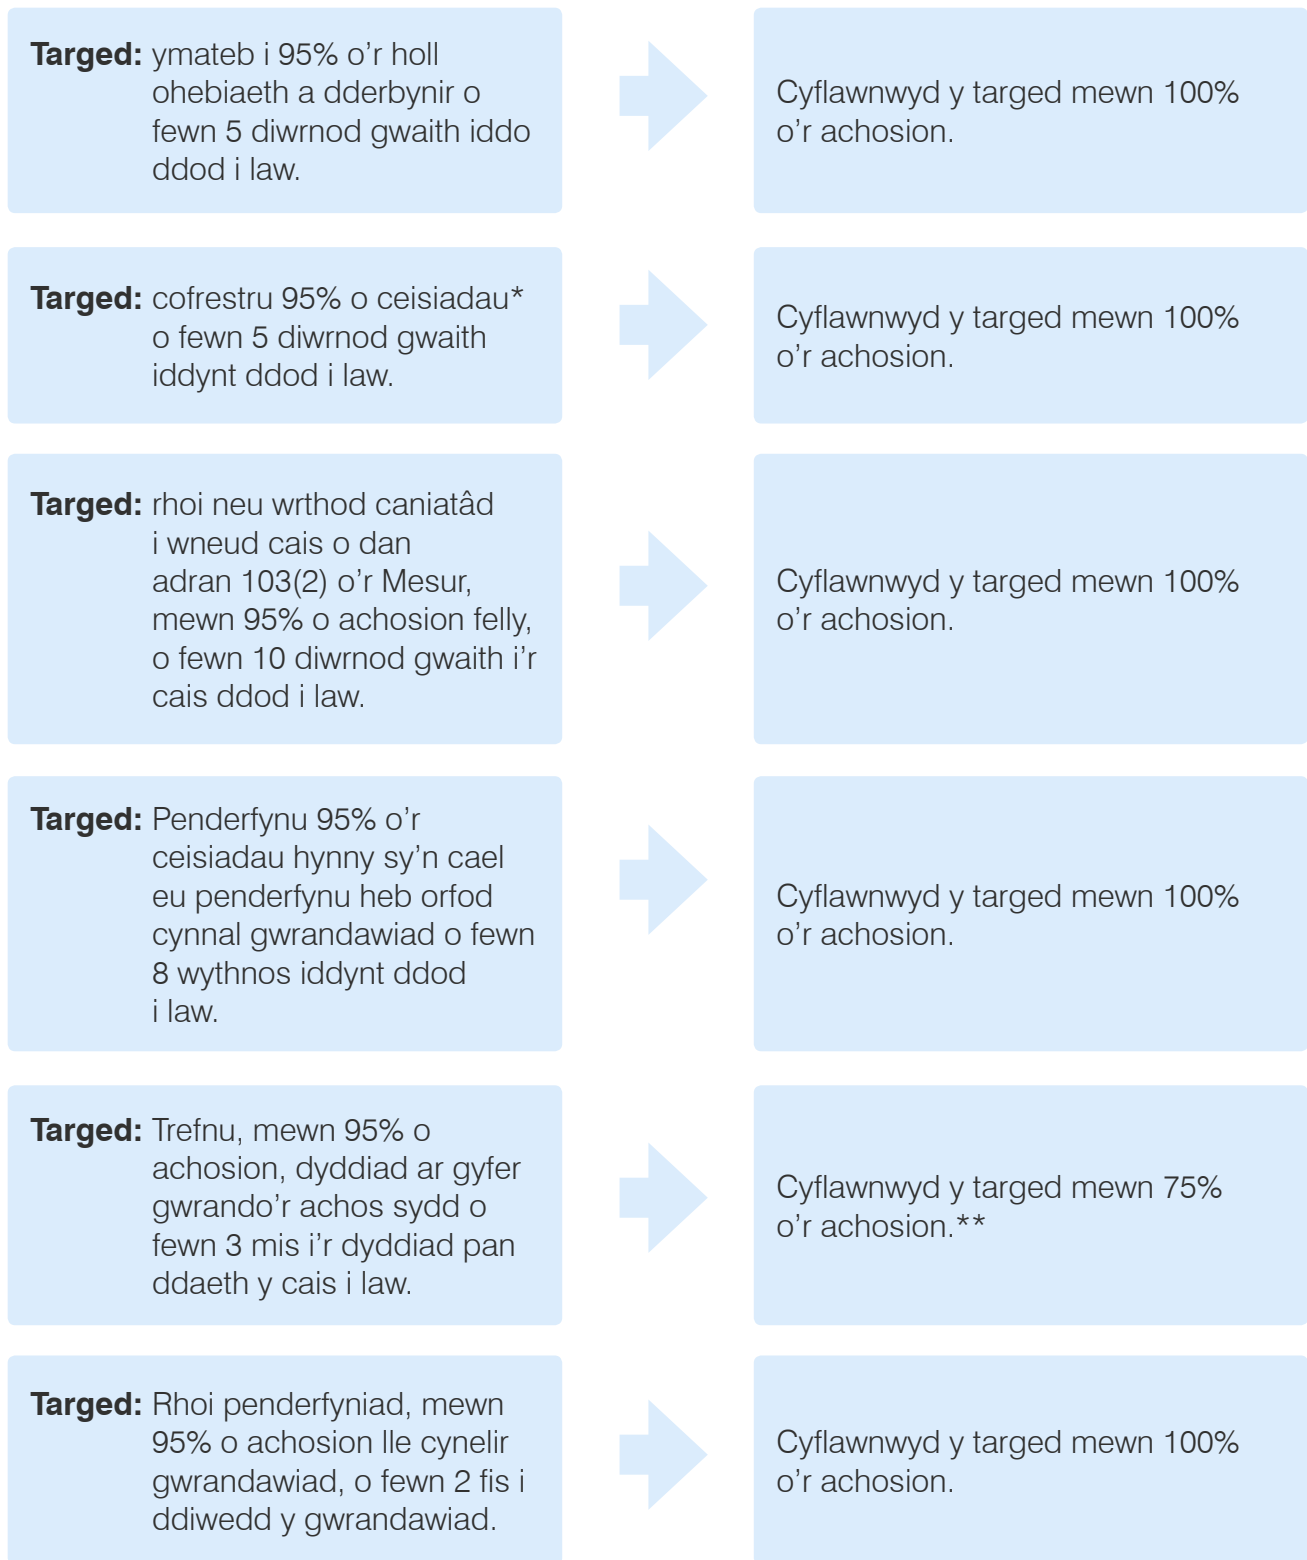 Targed: ymateb i 95% o’r holl
ohebiaeth a dderbynir o
fewn 5 diwrnod gwaith iddo
ddod i law.
Cyflawnwyd y targed mewn 100%
o’r achosion.
Targed: cofrestru 95% o ceisiadau*
o fewn 5 diwrnod gwaith
iddynt ddod i law.
Cyflawnwyd y targed mewn 100%
o’r achosion.
Targed: rhoi neu wrthod caniatâd
i wneud cais o dan
adran 103(2) o’r Mesur,
mewn 95% o achosion felly,
o fewn 10 diwrnod gwaith i’r
cais ddod i law.
Cyflawnwyd y targed mewn 100%
o’r achosion.
Targed: Penderfynu 95% o’r
ceisiadau hynny sy’n cael
eu penderfynu heb orfod
cynnal gwrandawiad o fewn
8 wythnos iddynt ddod
i law.
Cyflawnwyd y targed mewn 100%
o’r achosion.
Targed: Trefnu, mewn 95% o
achosion, dyddiad ar gyfer
gwrando’r achos sydd o
fewn 3 mis i’r dyddiad pan
ddaeth y cais i law.
Cyflawnwyd y targed mewn 75%
o’r achosion.**
Targed: Rhoi penderfyniad, mewn
95% o achosion lle cynelir
gwrandawiad, o fewn 2 fis i
ddiwedd y gwrandawiad.
Cyflawnwyd y targed mewn 100%
o’r achosion.